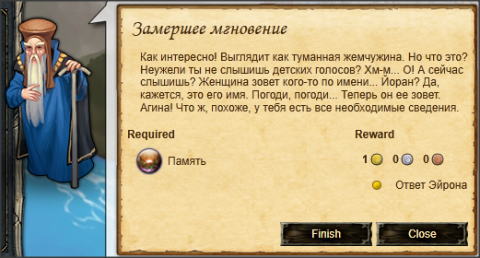 Замершее мгновение
Как интересно! Выглядит как туманная жемчужина. Но что это?
Неужели ты не слышишь детских голосов? Хм-м... О! А сейчас
слышишь? Женщина зовет кого-то по имени... Йоран? Да,
кажется, это его имя. Погоди, погоди... Теперь он ее зовет.
Агина! Что ж, похоже, у тебя есть все необходимые сведения.
Required
Reward
Память
1 0 0
Ответ Эйрона
Finish
Close